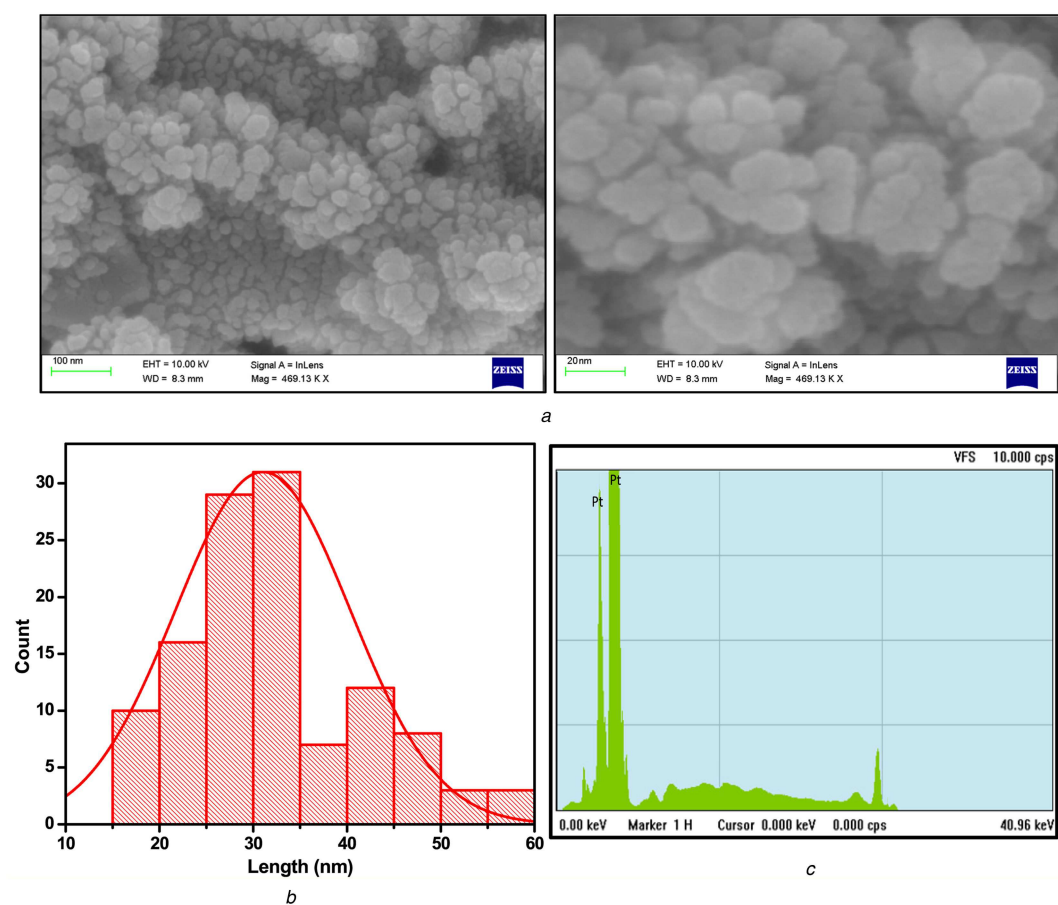 100 nm
EHT = 10.00 kV
Signal A = InLens
WD = 8.3 mm
Mag = 469.13 K X
ZEISS
20 nm
EHT = 10.00 kV
Signal A = InLens
WD = 8.3 mm
Mag = 469.13 K X
ZEISS
a
30
25
20
15
10
5
0
Count
10 20 30 40 50 60
Length (nm)
b
VFS 10.000 cps
Pt
Pt
0.00 keV Marker 1 H Cursor 0.000 keV 0.000 cps 40.96 keV
c